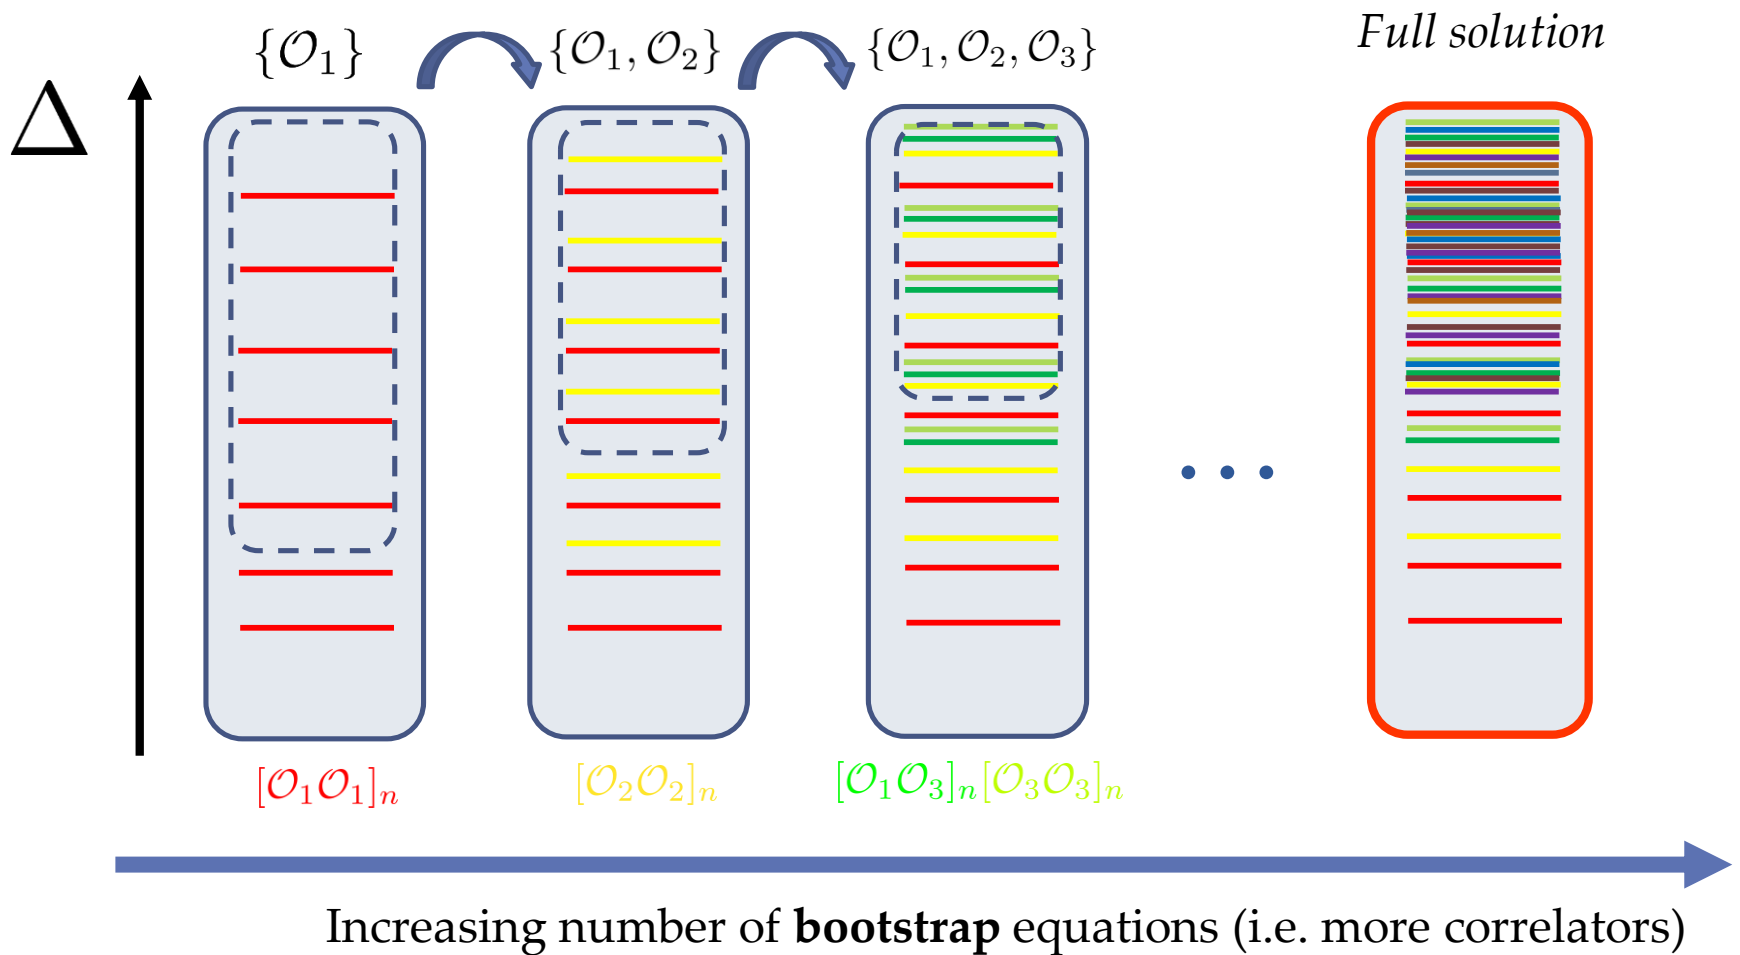 {𝒪₁} {𝒪₁, 𝒪₂} {𝒪₁, 𝒪₂, 𝒪₃} Full solution
Δ
[𝒪₁𝒪₁]ₙ [𝒪₂𝒪₂]ₙ [𝒪₁𝒪₃]ₙ[𝒪₃𝒪₃]ₙ
Increasing number of bootstrap equations (i.e. more correlators)